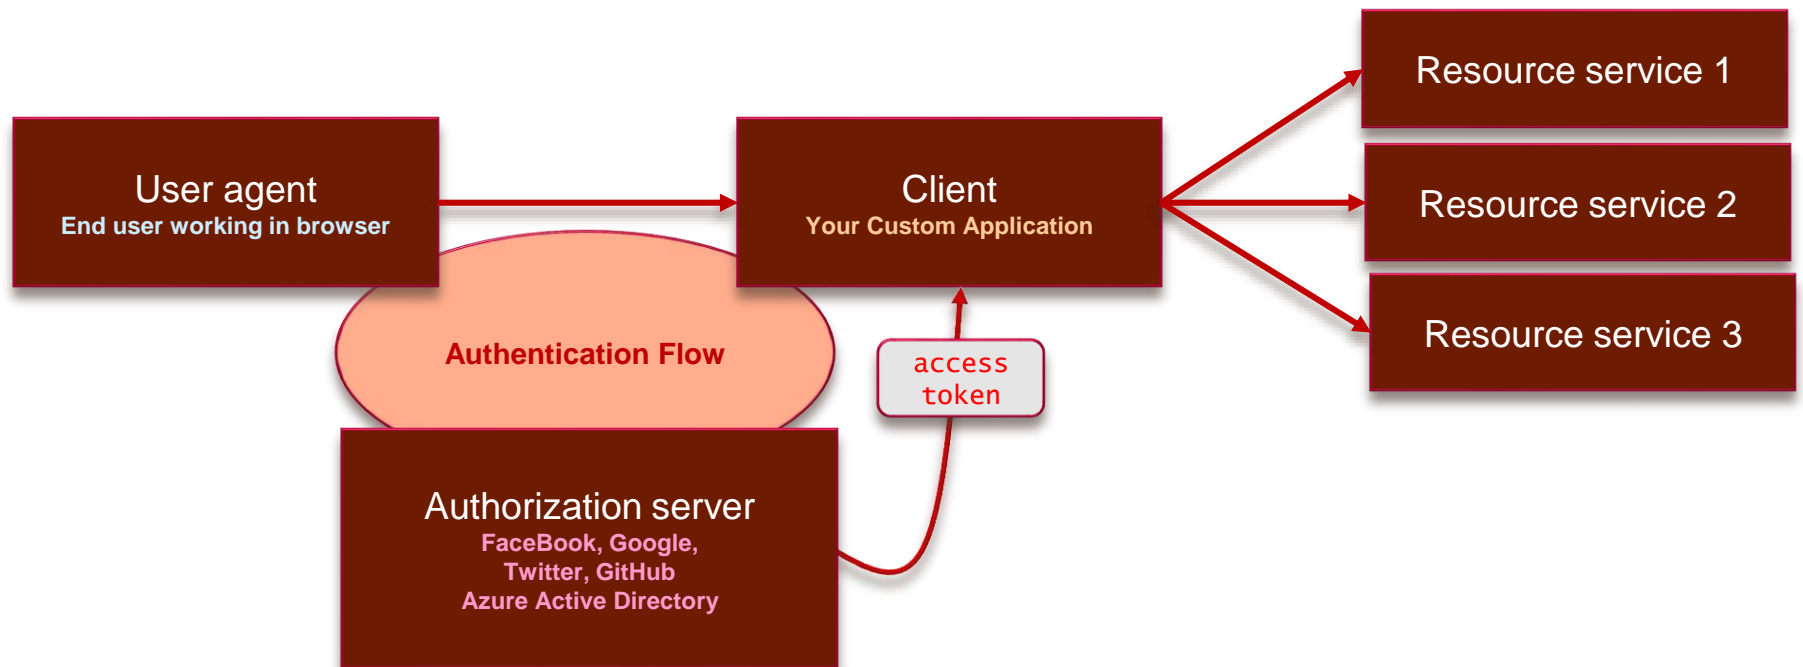 User agent
End user working in browser
Client
Your Custom Application
Resource service 1
Resource service 2
Resource service 3
Authentication Flow
access
token
Authorization server
FaceBook, Google,
Twitter, GitHub
Azure Active Directory